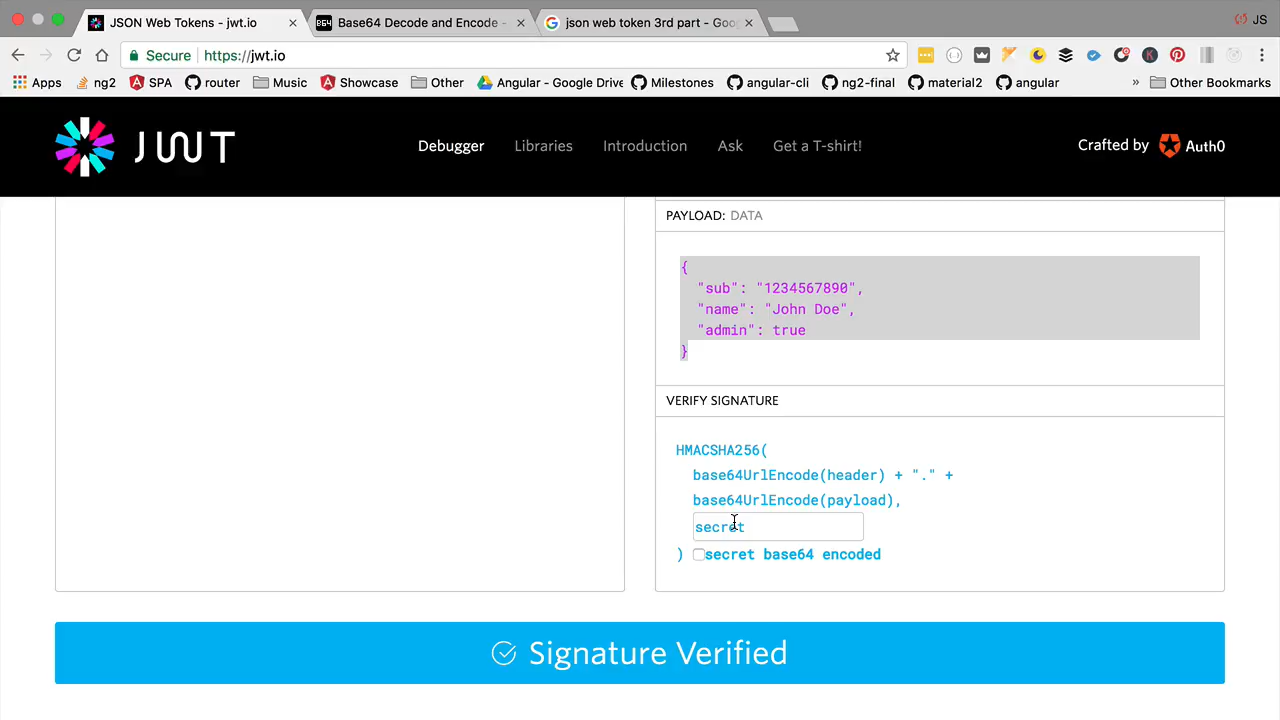 JSON Web Tokens - jwt.io
Base64 Decode and Encode -
json web token 3rd part - Goo
JS
Secure https://jwt.io
Apps ng2 SPA router Music Showcase Other Angular - Google Drive Milestones angular-cli ng2-final material2 angular » Other Bookmarks
JWT Debugger Libraries Introduction Ask Get a T-shirt! Crafted by Auth0
PAYLOAD: DATA
{
"sub": "1234567890",
"name": "John Doe",
"admin": true
}
VERIFY SIGNATURE
HMACSHA256(
base64UrlEncode(header) + "." +
base64UrlEncode(payload),
secret
) secret base64 encoded
Signature Verified